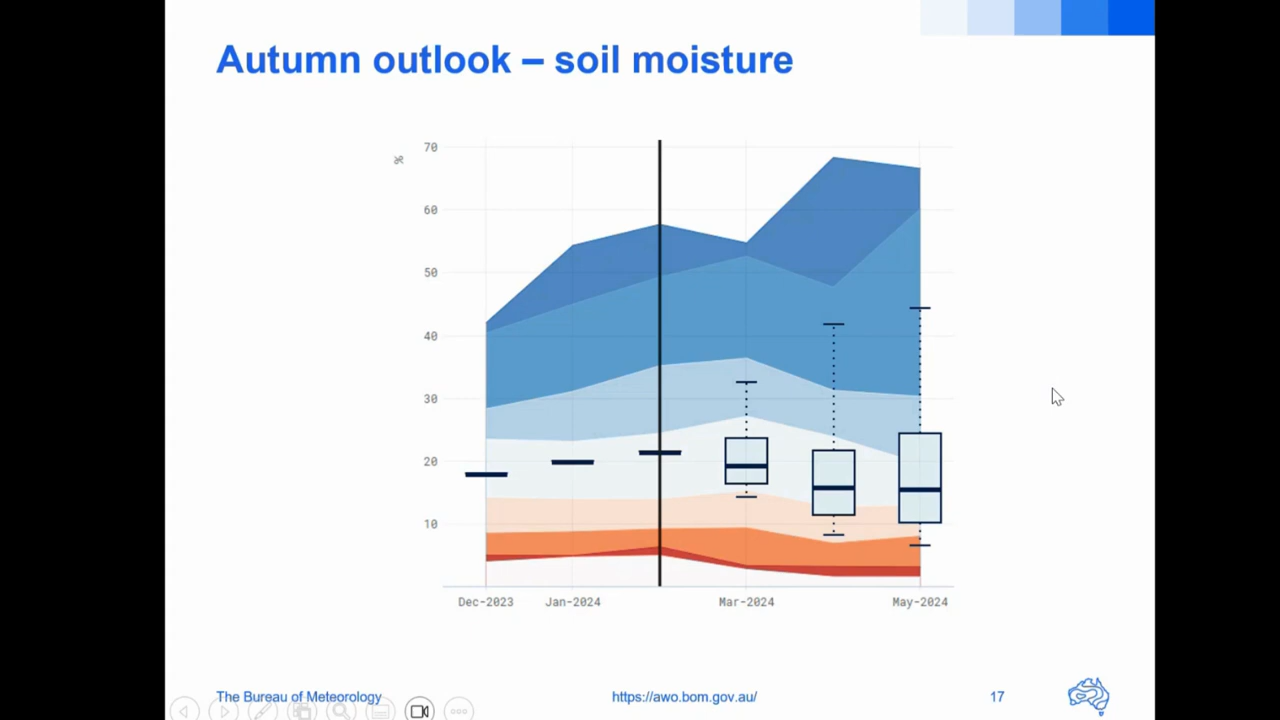 Autumn outlook – soil moisture
%
70
60
50
40
30
20
10
Dec-2023 Jan-2024 Mar-2024 May-2024
The Bureau of Meteorology https://awo.bom.gov.au/ 17